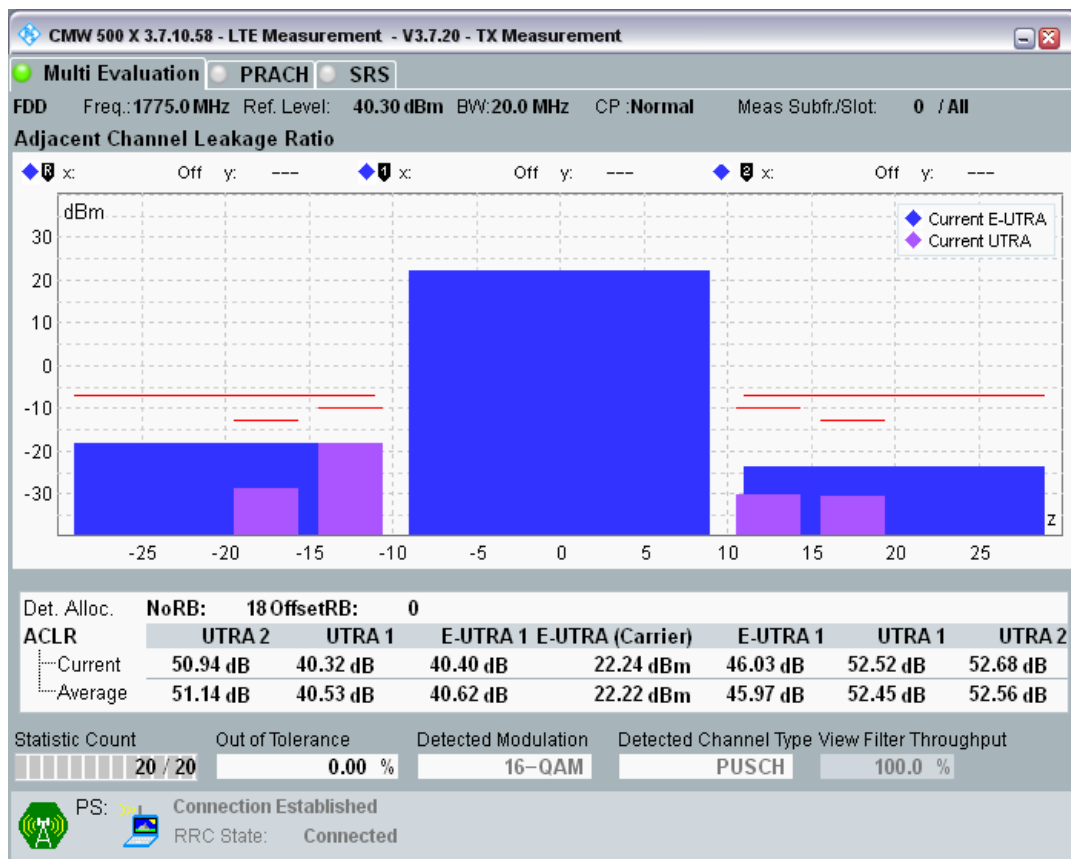 CMW 500 X 3.7.10.58 - LTE Measurement - V3.7.20 - TX Measurement
Multi Evaluation PRACH SRS
FDD Freq.:1775.0 MHz Ref. Level: 40.30 dBm BW:20.0 MHz CP :Normal Meas Subfr./Slot: 0 / All
Adjacent Channel Leakage Ratio
R x: Off y: --- 1 x: Off y: --- 2 x: Off y: ---
dBm
Current E-UTRA
Current UTRA
30
20
10
0
-10
-20
-30
z
-25 -20 -15 -10 -5 0 5 10 15 20 25
Det. Alloc. NoRB: 18 OffsetRB: 0
ACLR UTRA 2 UTRA 1 E-UTRA 1 E-UTRA (Carrier) E-UTRA 1 UTRA 1 UTRA 2
Current 50.94 dB 40.32 dB 40.40 dB 22.24 dBm 46.03 dB 52.52 dB 52.68 dB
Average 51.14 dB 40.53 dB 40.62 dB 22.22 dBm 45.97 dB 52.45 dB 52.56 dB
Statistic Count Out of Tolerance Detected Modulation Detected Channel Type View Filter Throughput
20 / 20 0.00 % 16-QAM PUSCH 100.0 %
PS: Connection Established
RRC State: Connected